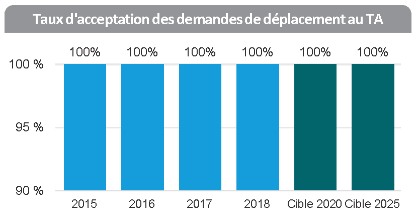 Taux d'acceptation des demandes de déplacement au TA
100% 100% 100% 100% 100% 100%
100 %
95 %
90 %
2015 2016 2017 2018 Cible 2020 Cible 2025